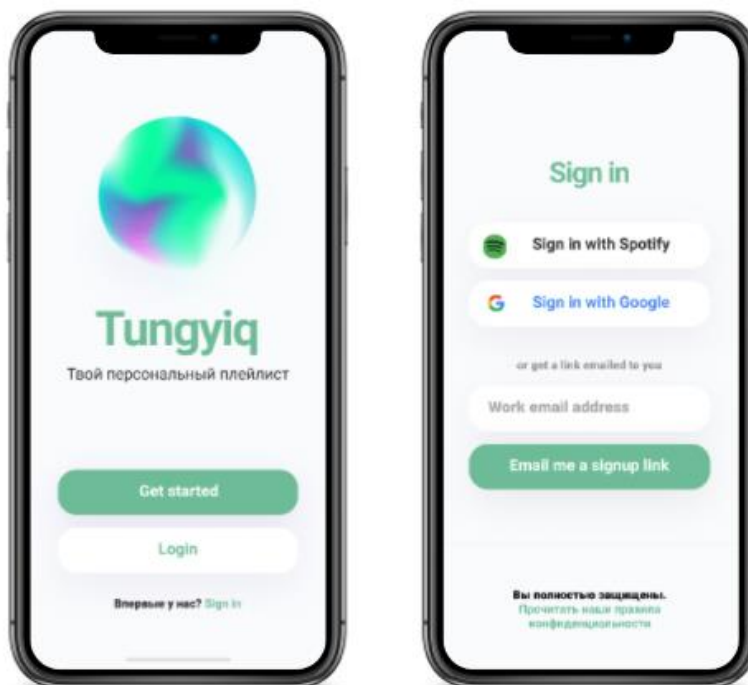 Tungyiq
Твой персональный плейлист
Get started
Login
Впервые у нас? Sign in
Sign in
Sign in with Spotify
Sign in with Google
or get a link emailed to you
Work email address
Email me a signup link
Вы полностью защищены.
Прочитать наши правила
конфиденциальности